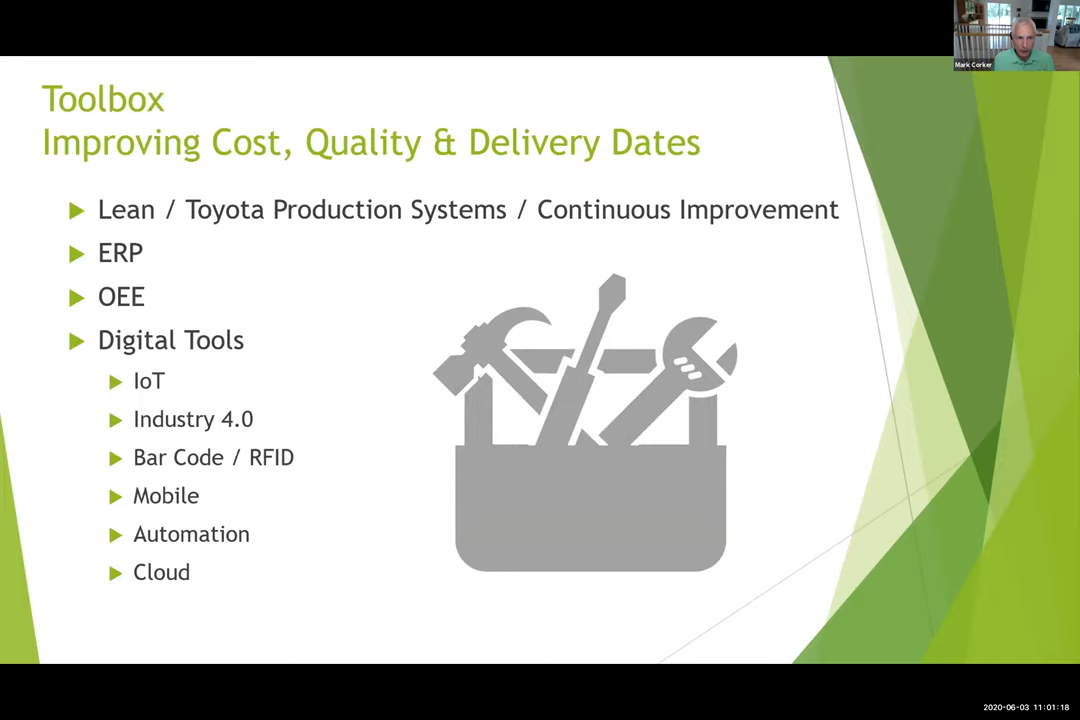 Mark Corker
Toolbox
Improving Cost, Quality & Delivery Dates
Lean / Toyota Production Systems / Continuous Improvement
ERP
OEE
Digital Tools
IoT
Industry 4.0
Bar Code / RFID
Mobile
Automation
Cloud
2020-06-03 11:01:18